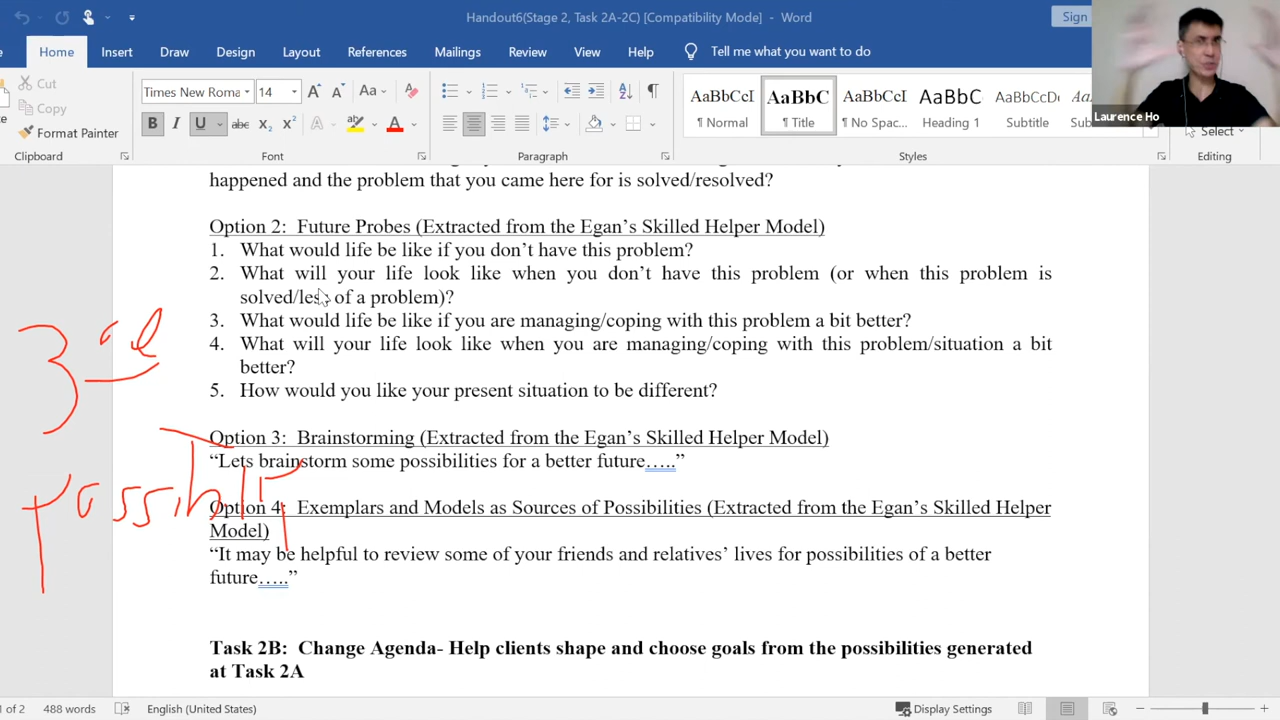 Handout6(Stage 2, Task 2A-2C) [Compatibility Mode] - Word
Sign
Home Insert Draw Design Layout References Mailings Review View Help Tell me what you want to do
Cut
Copy
Format Painter
Clipboard
Times New Roma 14 Aa
B I U abc x₂ x² A A
Font
Paragraph
AaBbCcI AaBbC AaBbCcI AaBbC AaBbCcDc
¶ Normal ¶ Title ¶ No Spac... Heading 1 Subtitle
Styles
Select
Editing
Laurence Ho
happened and the problem that you came here for is solved/resolved?
Option 2: Future Probes (Extracted from the Egan’s Skilled Helper Model)
1. What would life be like if you don’t have this problem?
2. What will your life look like when you don’t have this problem (or when this problem is
solved/less of a problem)?
3. What would life be like if you are managing/coping with this problem a bit better?
4. What will your life look like when you are managing/coping with this problem/situation a bit
better?
5. How would you like your present situation to be different?
Option 3: Brainstorming (Extracted from the Egan’s Skilled Helper Model)
“Lets brainstorm some possibilities for a better future…..”
Option 4: Exemplars and Models as Sources of Possibilities (Extracted from the Egan’s Skilled Helper
Model)
“It may be helpful to review some of your friends and relatives’ lives for possibilities of a better
future…..”
Task 2B: Change Agenda- Help clients shape and choose goals from the possibilities generated
at Task 2A
3
1 of 2 488 words English (United States) Display Settings